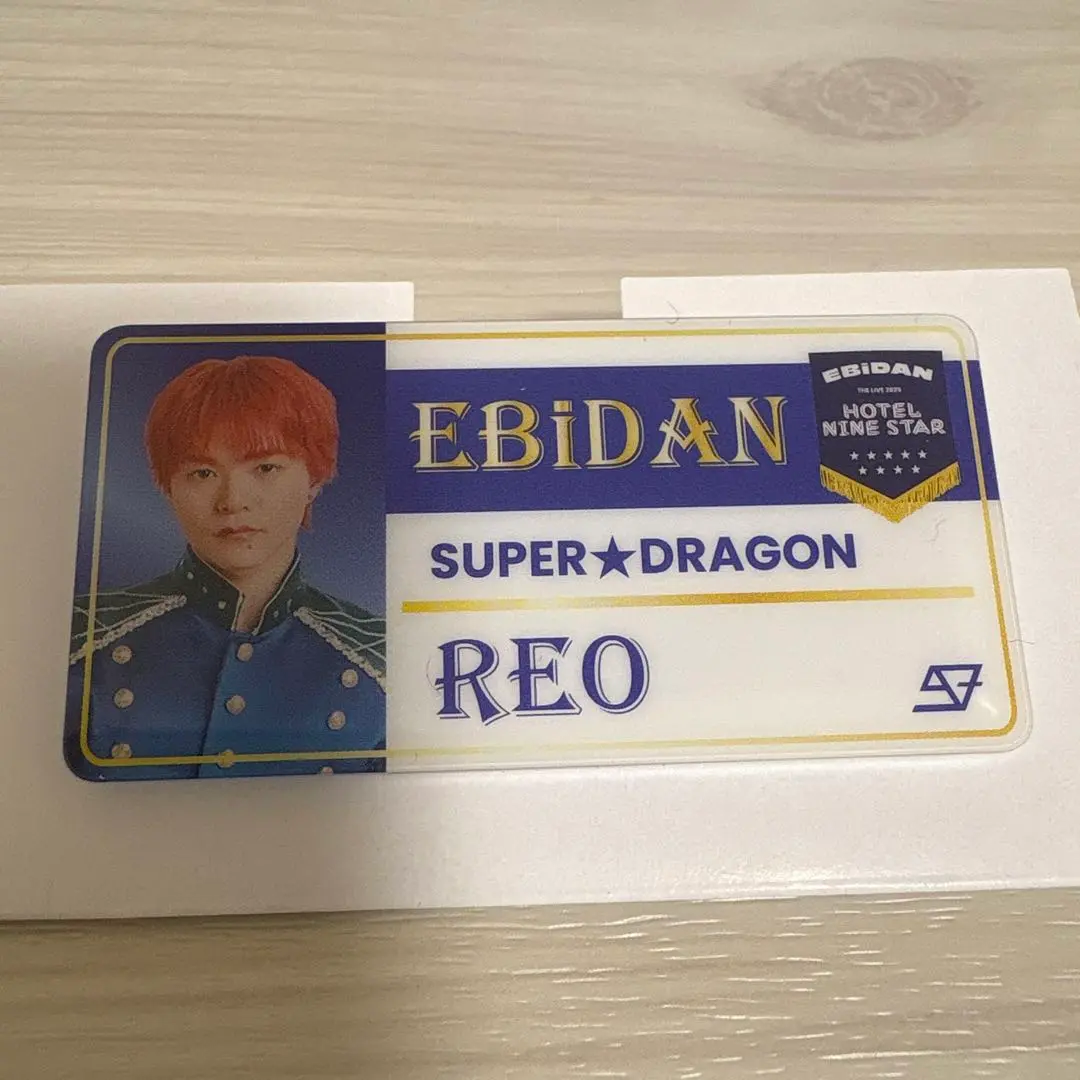 EBiDAN
EBiDAN
THE LIVE 2025
HOTEL
NINE STAR
SUPER★DRAGON
REO